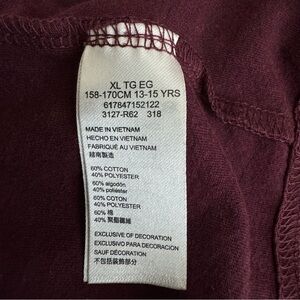 XL TG EG
158-170CM 13-15 YRS
617847152122
3127-R62 318
MADE IN VIETNAM
HECHO EN VIETNAM
FABRIQUÉ AU VIETNAM
越南製造
60% COTTON
40% POLYESTER
60% algodón
40% poliéster
60% COTON
40% POLYESTER
60% 棉
40% 聚酯纖維
EXCLUSIVE OF DECORATION
EXCLUSIVO PARA DECORACION
SAUF DÉCORATION
不包括裝飾部分